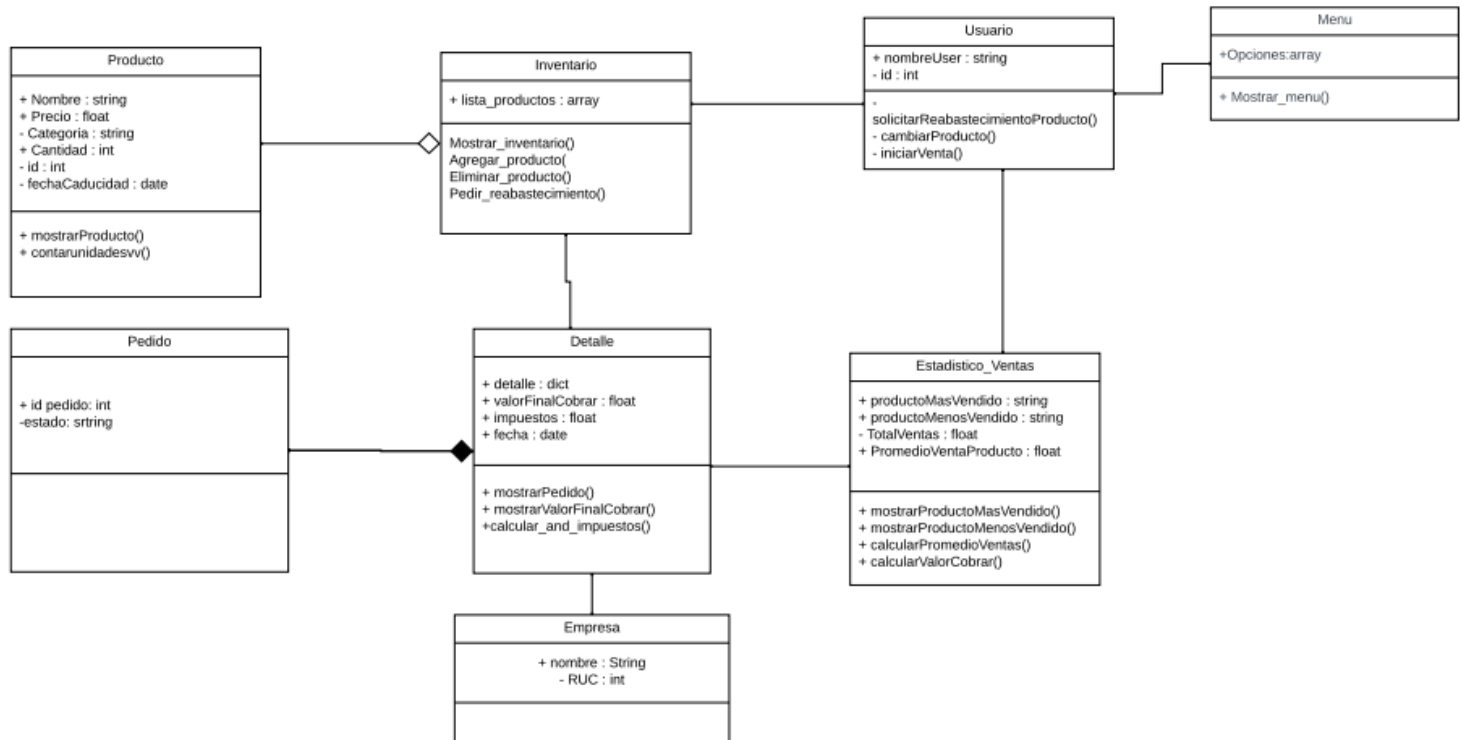 Producto
+ Nombre : string
+ Precio : float
- Categoria : string
+ Cantidad : int
- id : int
- fechaCaducidad : date
+ mostrarProducto()
+ contarunidadesvv()
Inventario
+ lista_productos : array
Mostrar_inventario()
Agregar_producto(
Eliminar_producto()
Pedir_reabastecimiento()
Usuario
+ nombreUser : string
- id : int
-
solicitarReabastecimientoProducto()
- cambiarProducto()
- iniciarVenta()
Menu
+Opciones:array
+ Mostrar_menu()
Pedido
+ id pedido: int
-estado: srtring
Detalle
+ detalle : dict
+ valorFinalCobrar : float
+ impuestos : float
+ fecha : date
+ mostrarPedido()
+ mostrarValorFinalCobrar()
+calcular_and_impuestos()
Estadistico_Ventas
+ productoMasVendido : string
+ productoMenosVendido : string
- TotalVentas : float
+ PromedioVentaProducto : float
+ mostrarProductoMasVendido()
+ mostrarProductoMenosVendido()
+ calcularPromedioVentas()
+ calcularValorCobrar()
Empresa
+ nombre : String
- RUC : int